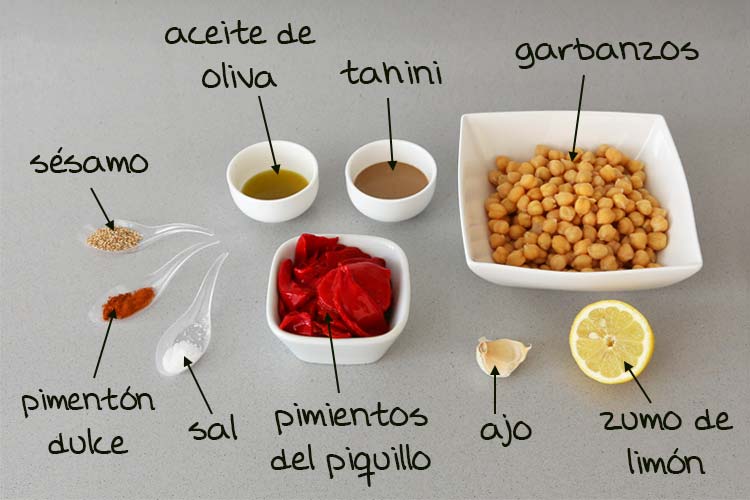 aceite de
oliva
tahini
garbanzos
sésamo
pimentón
dulce
sal
pimientos
del piquillo
ajo
zumo de
limón